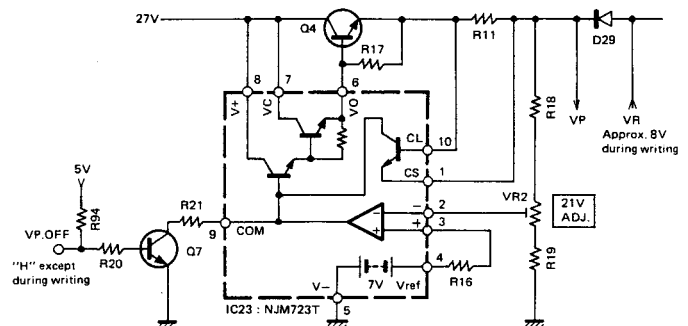 27V
Q4
R17
R11
D29
8
7
6
V+
VC
VO
R18
VP
VR
Approx. 8V
during writing
CL
10
CS
1
5V
R94
R21
VP.OFF
R20
Q7
9
COM
"H" except
during writing
−
2
+
3
VR2
21V
ADJ.
R19
V−
7V
Vref
4
R16
5
IC23 : NJM723T